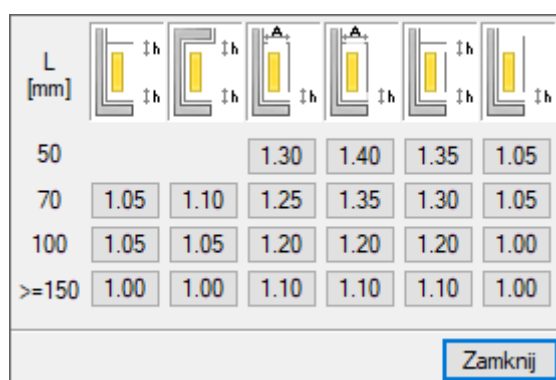 L
[mm]
h h A A h
h h h h h h
50 1.30 1.40 1.35 1.05
70 1.05 1.10 1.25 1.35 1.30 1.05
100 1.05 1.05 1.20 1.20 1.20 1.00
>=150 1.00 1.00 1.10 1.10 1.10 1.00
Zamknij